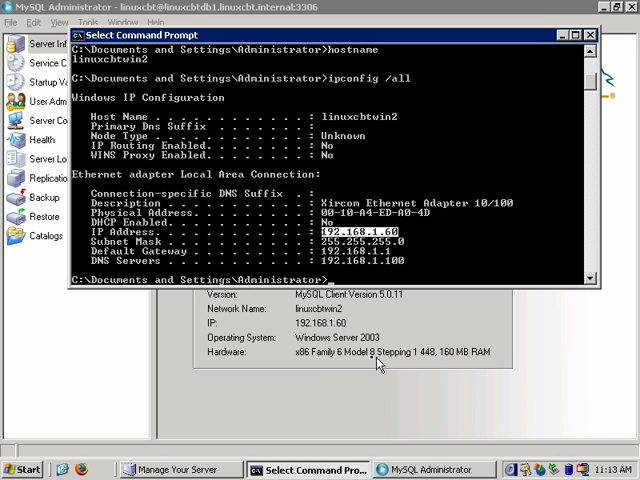 MySQL Administrator - linuxcbt@linuxcbtdb1.linuxcbt.internal:3306
File Edit View Tools Window Help
Select Command Prompt
C:\Documents and Settings\Administrator>hostname
linuxcbtwin2
C:\Documents and Settings\Administrator>ipconfig /all
Windows IP Configuration
Host Name . . . . . . . . . . . . : linuxcbtwin2
Primary Dns Suffix . . . . . . . :
Node Type . . . . . . . . . . . . : Unknown
IP Routing Enabled. . . . . . . . : No
WINS Proxy Enabled. . . . . . . . : No
Ethernet adapter Local Area Connection:
Connection-specific DNS Suffix . :
Description . . . . . . . . . . . : Xircom Ethernet Adapter 10/100
Physical Address. . . . . . . . . : 00-10-A4-ED-A0-4D
DHCP Enabled. . . . . . . . . . . : No
IP Address. . . . . . . . . . . . : 192.168.1.60
Subnet Mask . . . . . . . . . . . : 255.255.255.0
Default Gateway . . . . . . . . . : 192.168.1.1
DNS Servers . . . . . . . . . . . : 192.168.1.100
C:\Documents and Settings\Administrator>_
Server Inf
Service C
Startup Va
User Adm
Server Co
Health
Server Lo
Replicatio
Backup
Restore
Catalogs
Version: MySQL Client Version 5.0.11
Network Name: linuxcbtwin2
IP: 192.168.1.60
Operating System: Windows Server 2003
Hardware: x86 Family 6 Model 8 Stepping 1 448, 160 MB RAM
Start
Manage Your Server
Select Command Pro...
MySQL Administrator
11:13 AM